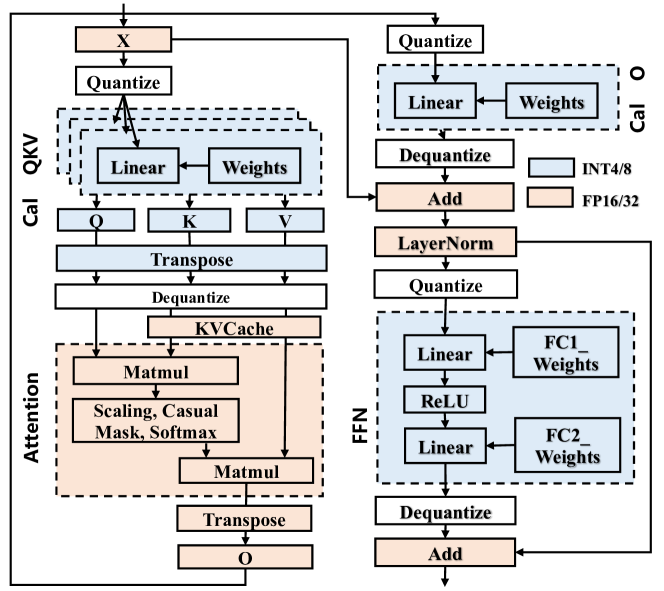 X
Quantize
Linear
Weights
QKV
Cal
Q
K
V
Transpose
Dequantize
KVCache
Attention
Matmul
Scaling, Casual
Mask, Softmax
Matmul
Transpose
O
Quantize
Linear
Weights
O
Cal
Dequantize
INT4/8
FP16/32
Add
LayerNorm
Quantize
FFN
Linear
FC1_
Weights
ReLU
Linear
FC2_
Weights
Dequantize
Add